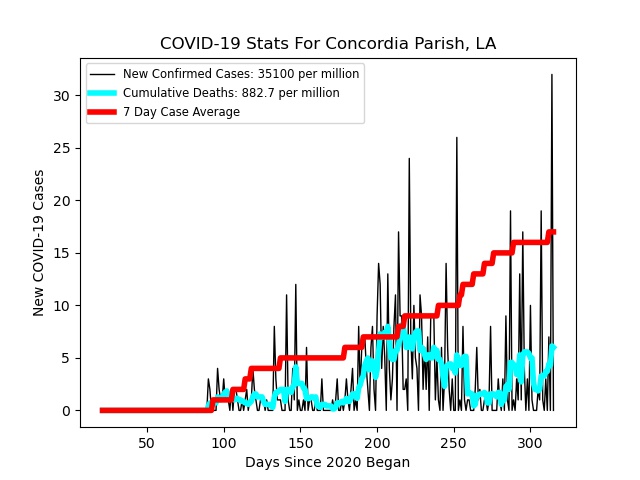 COVID-19 Stats For Concordia Parish, LA
New Confirmed Cases: 35100 per million
Cumulative Deaths: 882.7 per million
7 Day Case Average
New COVID-19 Cases
30
25
20
15
10
5
0
50 100 150 200 250 300
Days Since 2020 Began